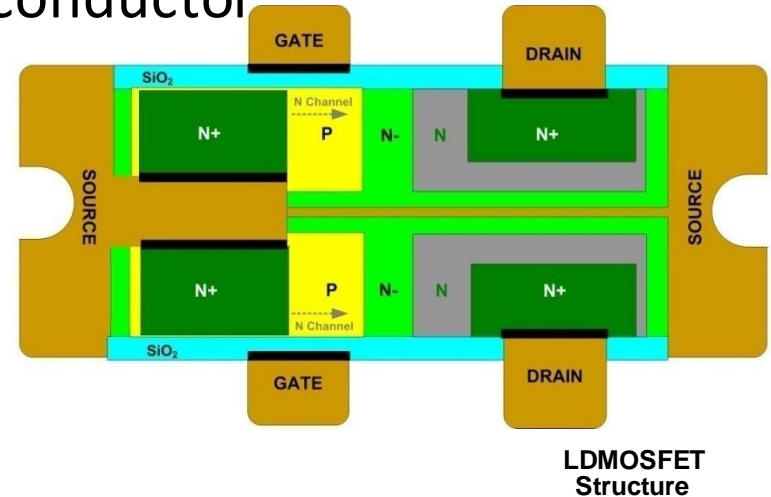 conductor
GATE
DRAIN
SiO₂
N Channel
N+
P
N-
N
N+
SOURCE
SOURCE
N+
P
N-
N
N+
N Channel
SiO₂
GATE
DRAIN
LDMOSFET
Structure